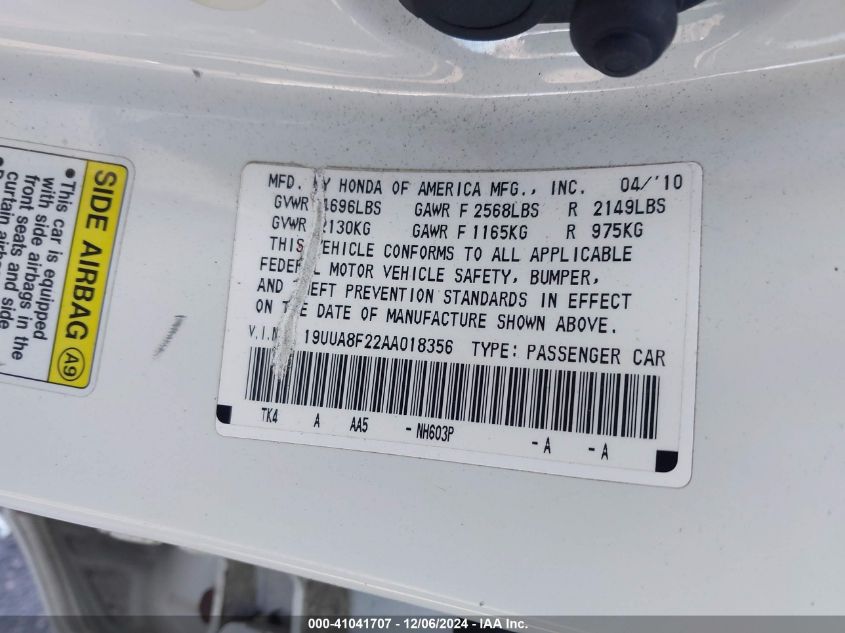 MFD. BY HONDA OF AMERICA MFG., INC. 04/'10
GVWR 4696LBS GAWR F 2568LBS R 2149LBS
GVWR 2130KG GAWR F 1165KG R 975KG
THIS VEHICLE CONFORMS TO ALL APPLICABLE
FEDERAL MOTOR VEHICLE SAFETY, BUMPER,
AND THEFT PREVENTION STANDARDS IN EFFECT
ON THE DATE OF MANUFACTURE SHOWN ABOVE.
V.I.N. 19UUA8F22AA018356 TYPE: PASSENGER CAR
TK4 A AA5 - NH603P - A - A
SIDE AIRBAG A9
• This car is equipped
with side airbags in the
front seats and side
curtain
000-41041707 - 12/06/2024 - IAA Inc.